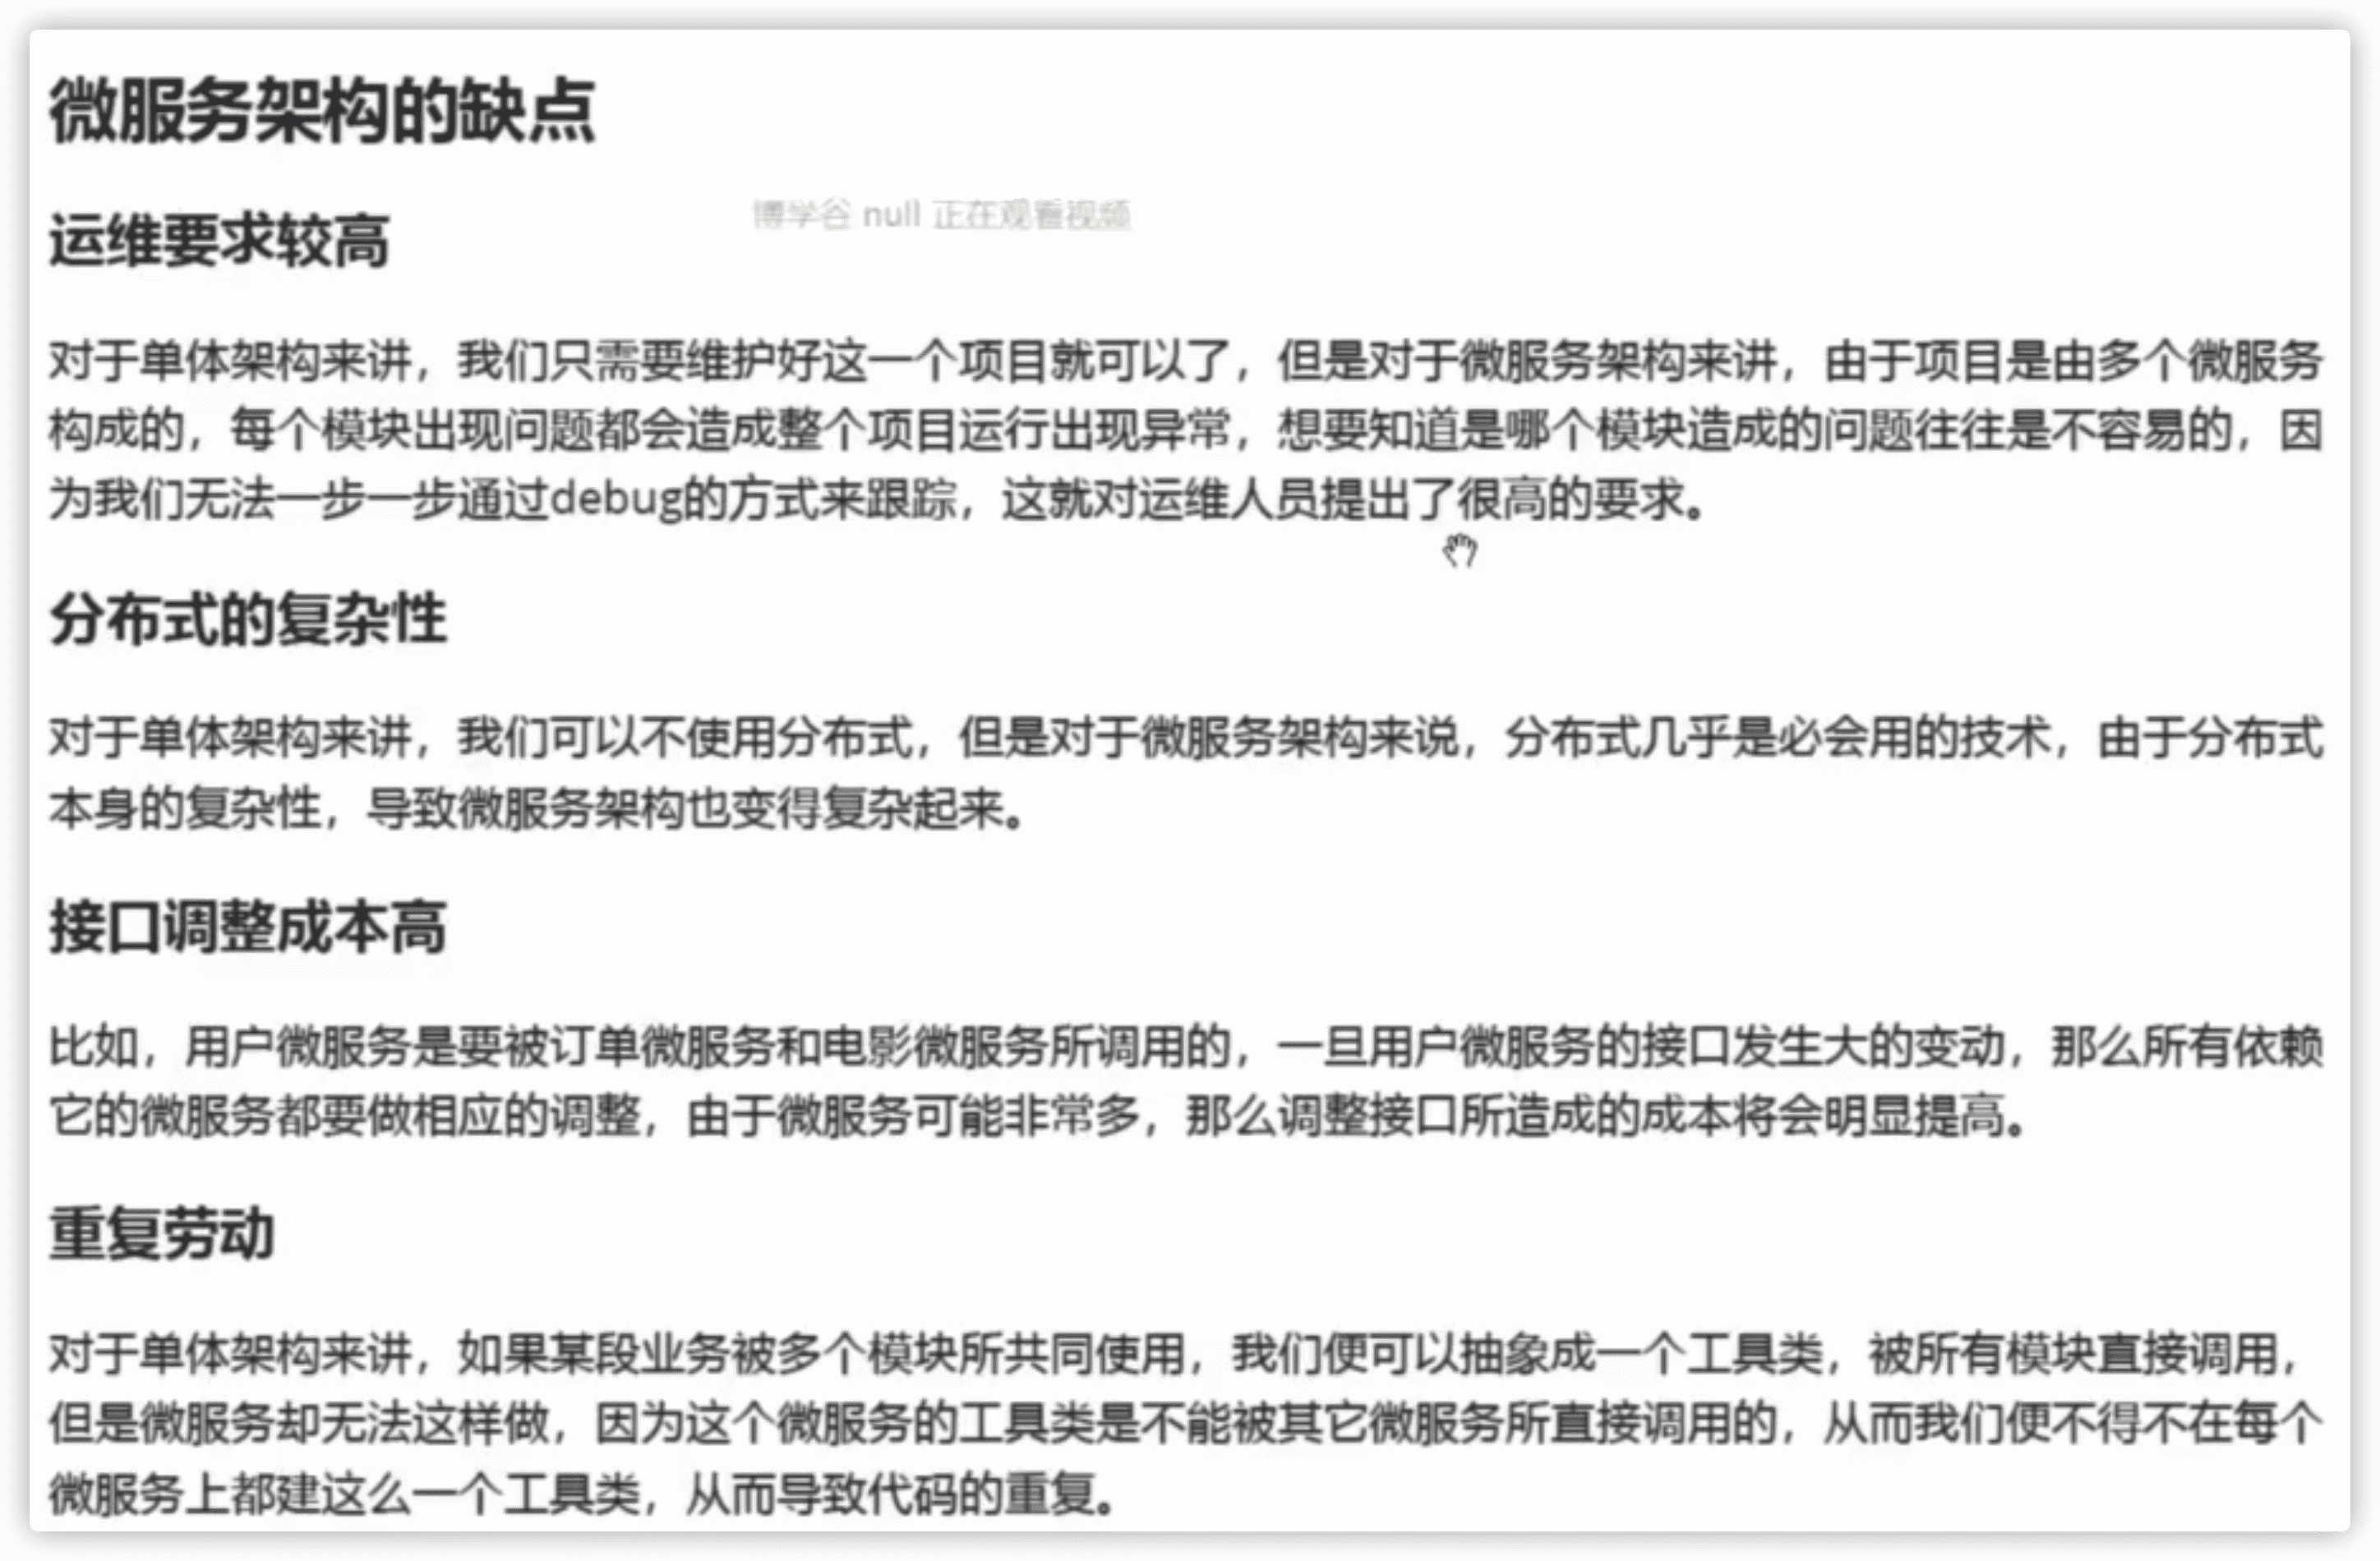 微服务架构的缺点
博学谷 null 正在观看视频
运维要求较高
对于单体架构来讲，我们只需要维护好这一个项目就可以了，但是对于微服务架构来讲，由于项目是由多个微服务
构成的，每个模块出现问题都会造成整个项目运行出现异常，想要知道是哪个模块造成的问题往往是不容易的，因
为我们无法一步一步通过debug的方式来跟踪，这就对运维人员提出了很高的要求。
分布式的复杂性
对于单体架构来讲，我们可以不使用分布式，但是对于微服务架构来说，分布式几乎是必会用的技术，由于分布式
本身的复杂性，导致微服务架构也变得复杂起来。
接口调整成本高
比如，用户微服务是要被订单微服务和电影微服务所调用的，一旦用户微服务的接口发生大的变动，那么所有依赖
它的微服务都要做相应的调整，由于微服务可能非常多，那么调整接口所造成的成本将会明显提高。
重复劳动
对于单体架构来讲，如果某段业务被多个模块所共同使用，我们便可以抽象成一个工具类，被所有模块直接调用，
但是微服务却无法这样做，因为这个微服务的工具类是不能被其它微服务所直接调用的，从而我们便不得不在每个
微服务上都建这么一个工具类，从而导致代码的重复。